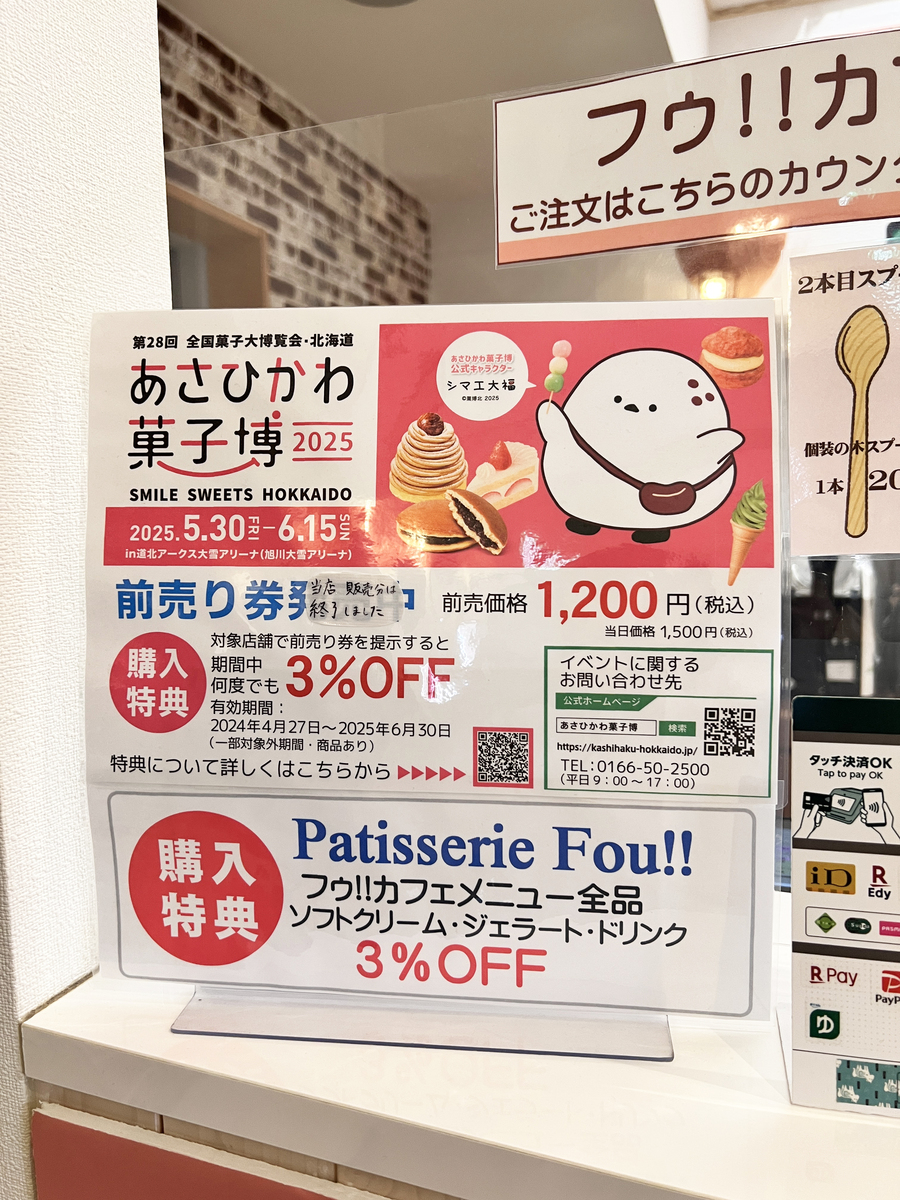 フゥ!!カ
ご注文はこちらのカウン
第28回 全国菓子大博覧会・北海道
あさひかわ
菓子博 2025
SMILE SWEETS HOKKAIDO
2025.5.30 FRI－6.15 SUN
in道北アークス大雪アリーナ(旭川大雪アリーナ)
あさひかわ菓子博
公式キャラクター
シマエ大福
©菓博北 2025
前売り券発 中
当店 販売分は
終了しました
前売価格 1,200円(税込)
当日価格 1,500円(税込)
購入
特典
対象店舗で前売り券を提示すると
期間中
何度でも 3%OFF
有効期間：
2024年4月27日～2025年6月30日
(一部対象外期間・商品あり)
特典について詳しくはこちらから
イベントに関する
お問い合わせ先
公式ホームページ
あさひかわ菓子博 検索
https://kashihaku-hokkaido.jp/
TEL：0166-50-2500
(平日9：00～17：00)
購入
特典
Patisserie Fou!!
フゥ!!カフェメニュー全品
ソフトクリーム・ジェラート・ドリンク
3%OFF
2本目スプ
個装の木スプー
1本 20
タッチ決済OK
Tap to pay OK
iD
R
Edy
R Pay
PayP
ゆ